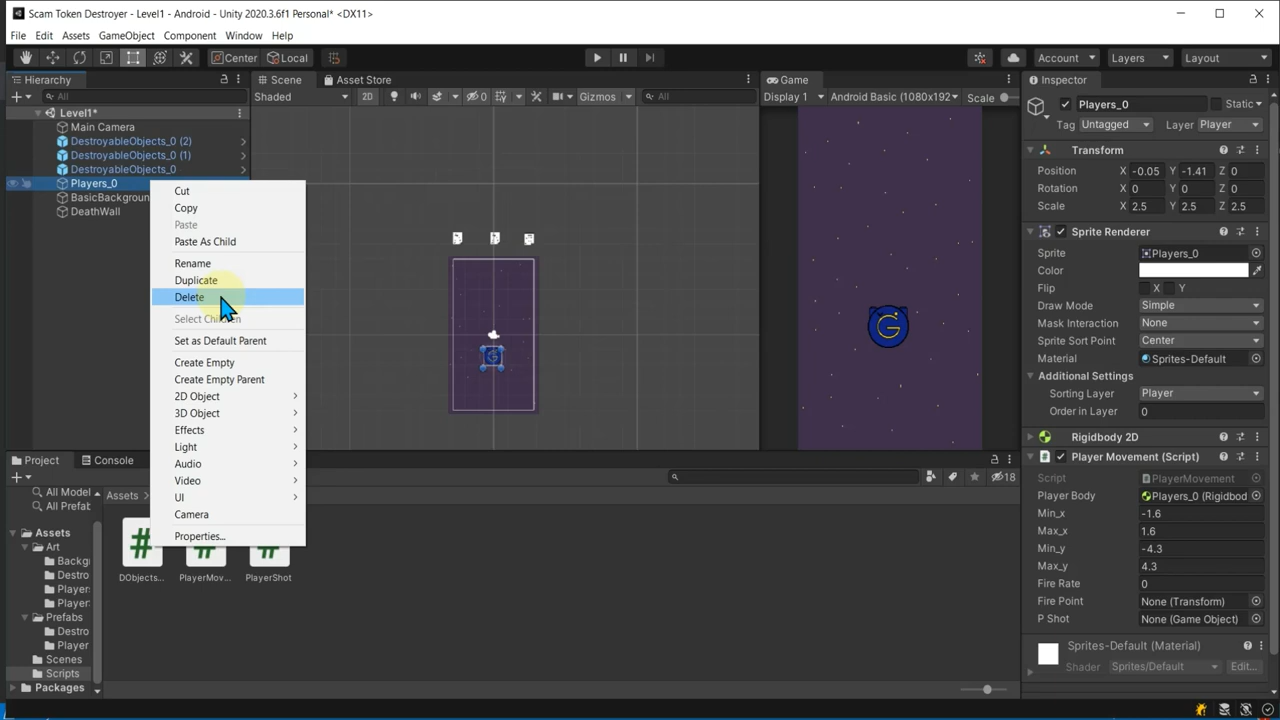 Scam Token Destroyer - Level1 - Android - Unity 2020.3.6f1 Personal* <DX11>
File Edit Assets GameObject Component Window Help
Center Local Account Layers Layout
Hierarchy
All
Level1*
Main Camera
DestroyableObjects_0 (2)
DestroyableObjects_0 (1)
DestroyableObjects_0
Players_0
BasicBackgroun
DeathWall
Cut
Copy
Paste
Paste As Child
Rename
Duplicate
Delete
Select Children
Set as Default Parent
Create Empty
Create Empty Parent
2D Object
3D Object
Effects
Light
Audio
Video
UI
Camera
Properties...
Scene Asset Store
Shaded 2D 0 Gizmos All
Game
Display 1 Android Basic (1080x192 Scale
G
G
Inspector
Players_0 Static
Tag Untagged Layer Player
Transform
Position X -0.05 Y -1.41 Z 0
Rotation X 0 Y 0 Z 0
Scale X 2.5 Y 2.5 Z 2.5
Sprite Renderer
Sprite Players_0
Color
Flip X Y
Draw Mode Simple
Mask Interaction None
Sprite Sort Point Center
Material Sprites-Default
Additional Settings
Sorting Layer Player
Order in Layer 0
Rigidbody 2D
Player Movement (Script)
Script PlayerMovement
Player Body Players_0 (Rigidbod
Min_x -1.6
Max_x 1.6
Min_y -4.3
Max_y 4.3
Fire Rate 0
Fire Point None (Transform)
P Shot None (Game Object)
Sprites-Default (Material)
Shader Sprites/Default Edit...
Project Console
18
All Model
All Prefab
Assets
Art
Backg
Destro
Players
Player
Prefabs
Destro
Player
Scenes
Scripts
Packages
Assets
# # #
DObjects... PlayerMov... PlayerShot